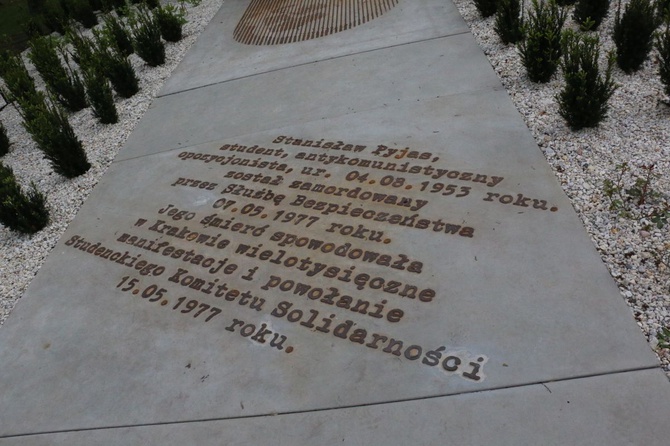 Stanisław Pyjas,
student, antykomunistyczny
opozycjonista, ur. 04.08. 1953 roku.
został zamordowany
przez Służbę Bezpieczeństwa
07.05. 1977 roku.
Jego śmierć spowodowała
w Krakowie wielotysięczne
manifestacje i powołanie
Studenckiego Komitetu Solidarności
15.05. 1977 roku.